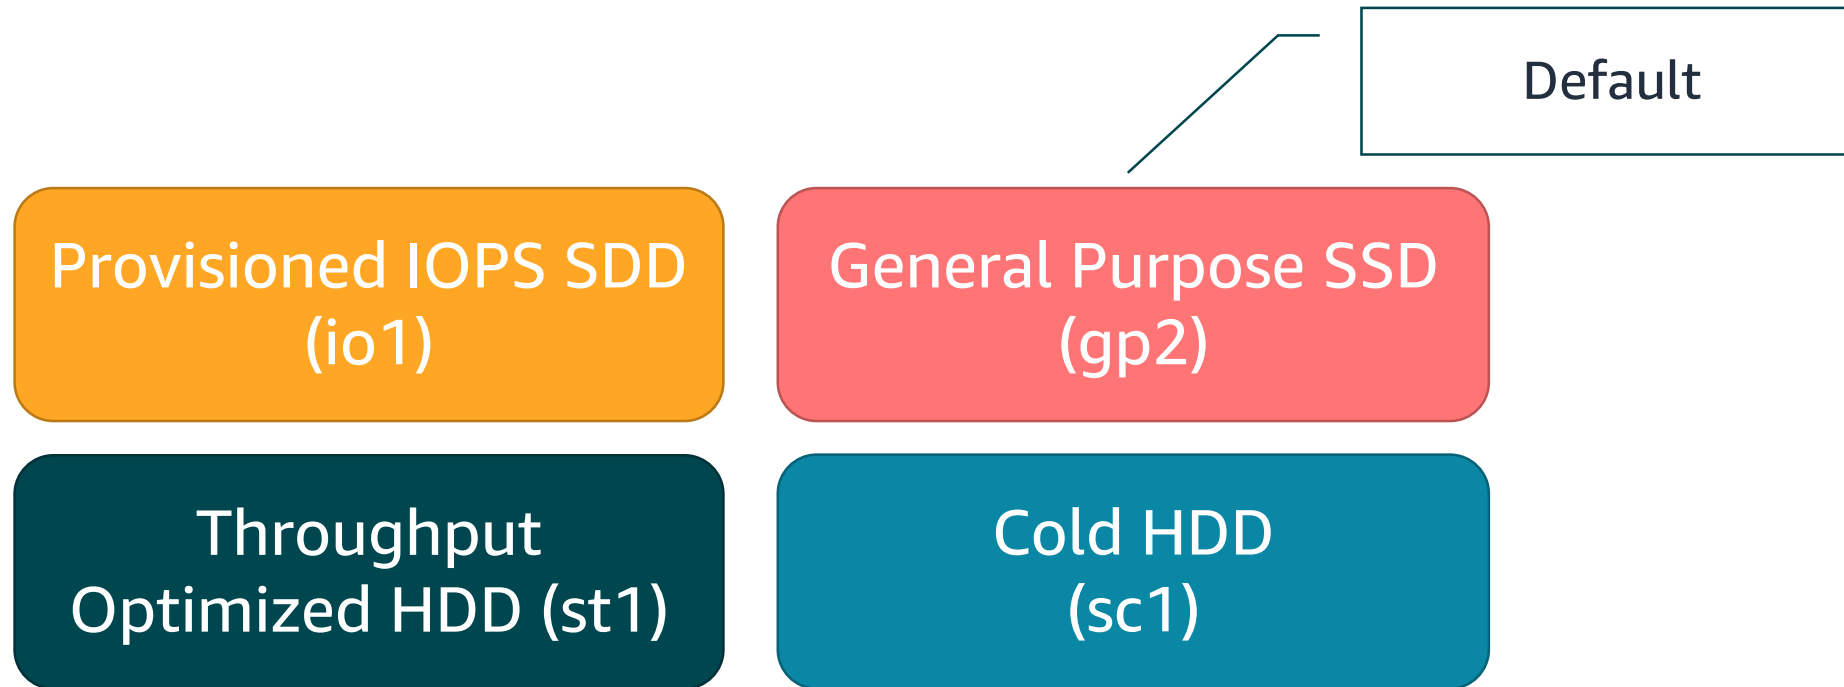 Default
Provisioned IOPS SDD
(io1)
General Purpose SSD
(gp2)
Throughput
Optimized HDD (st1)
Cold HDD
(sc1)